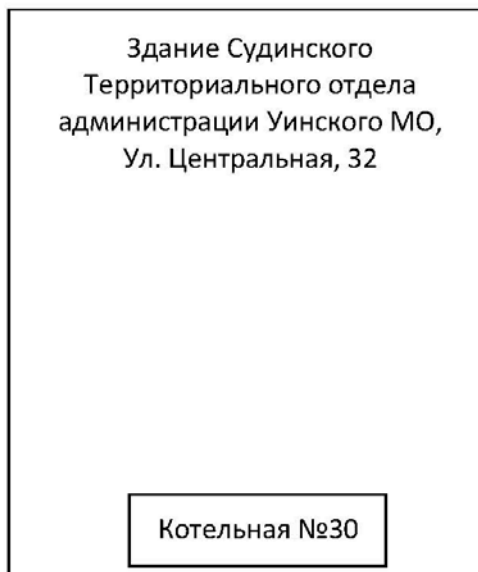 Здание Судинского
Территориального отдела
администрации Уинского МО,
Ул. Центральная, 32
Котельная №30